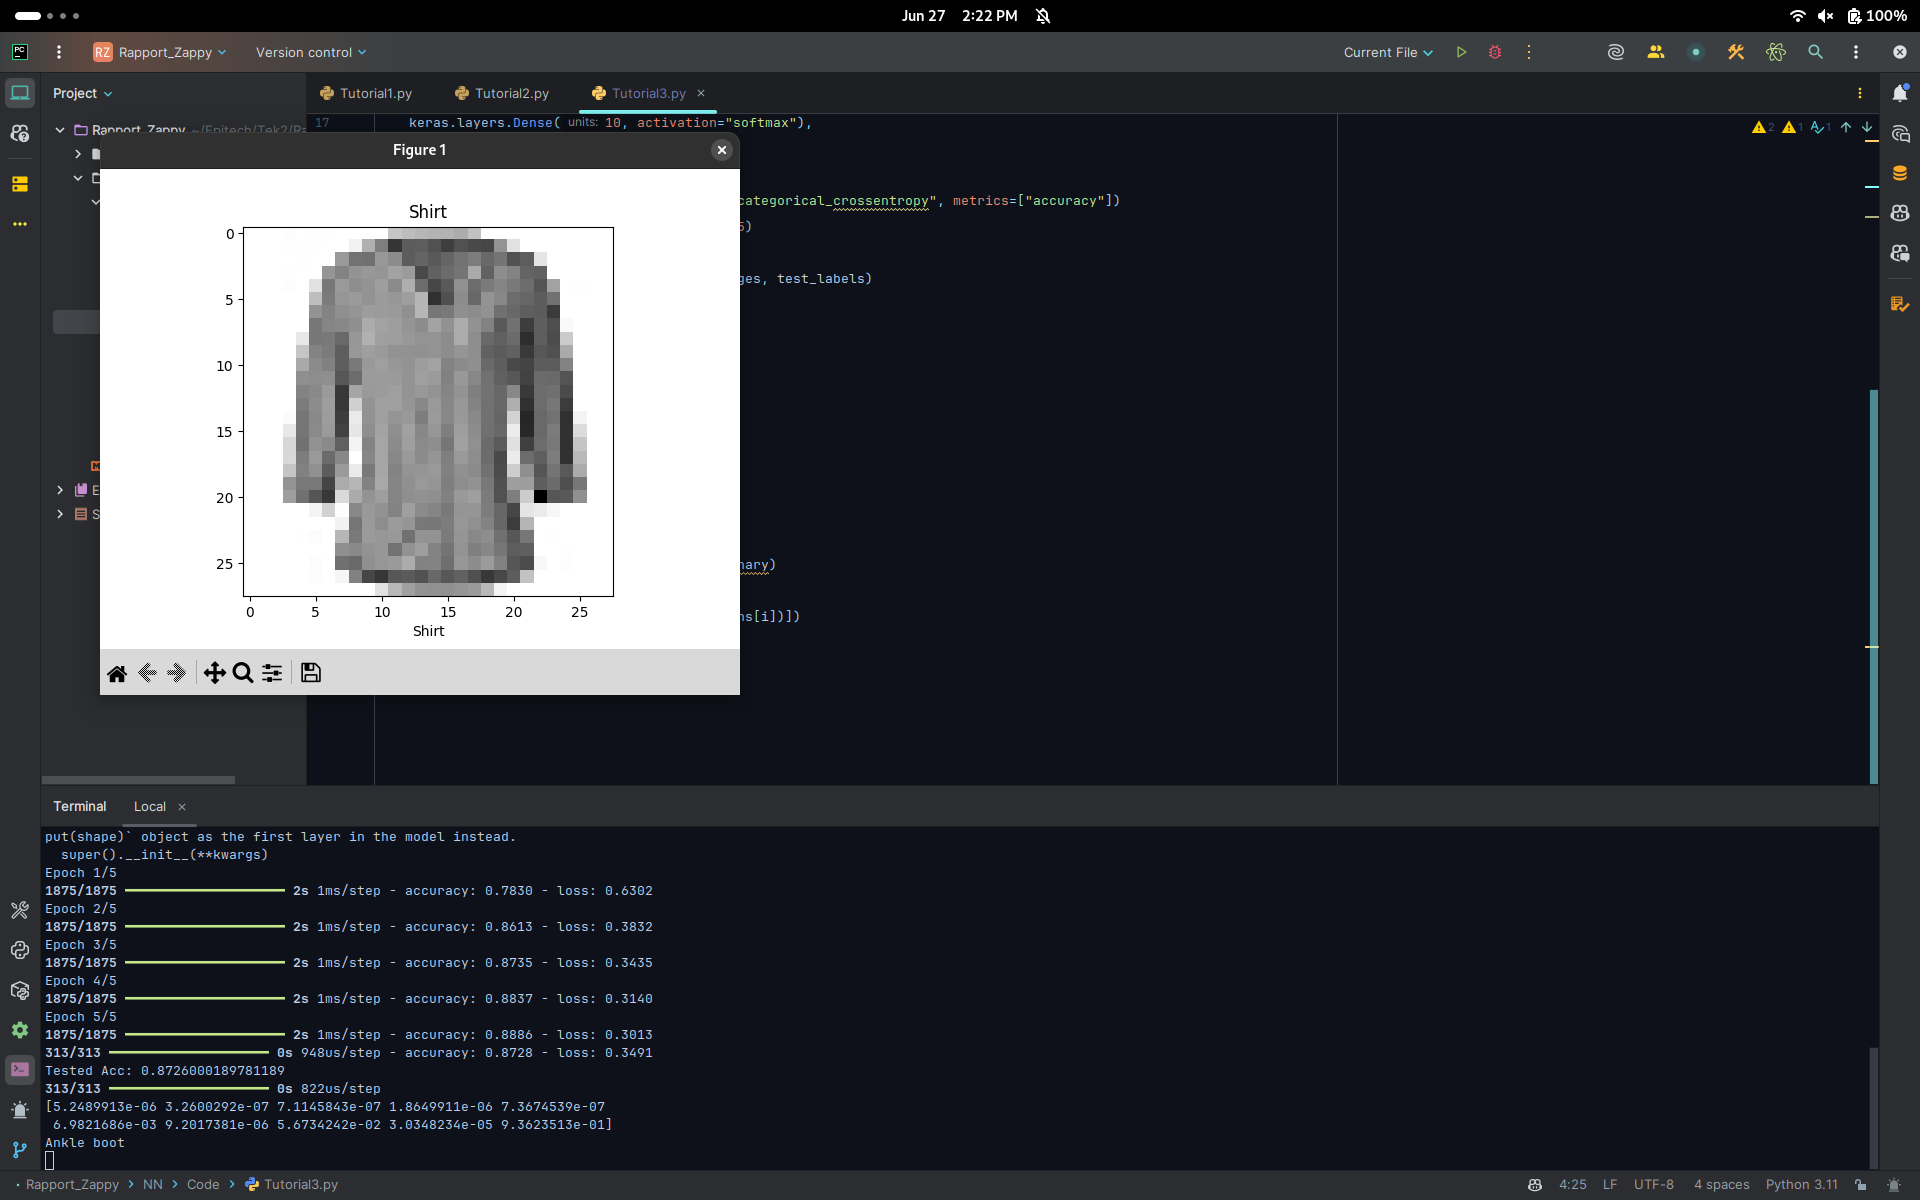 Jun 27 2:22 PM 100%
PC RZ Rapport_Zappy Version control Current File
Project Tutorial1.py Tutorial2.py Tutorial3.py
Rapport_Zappy ~/Epitech/Tek2/Ra
17 keras.layers.Dense( units: 10, activation="softmax"),
2 1 1
Figure 1
Shirt
categorical_crossentropy", metrics=["accuracy"])
5)
ges, test_labels)
nary)
ns[i])])
0
5
10
15
20
25
0 5 10 15 20 25
Shirt
E
S
Terminal Local
put(shape)` object as the first layer in the model instead.
super().__init__(**kwargs)
Epoch 1/5
1875/1875 2s 1ms/step - accuracy: 0.7830 - loss: 0.6302
Epoch 2/5
1875/1875 2s 1ms/step - accuracy: 0.8613 - loss: 0.3832
Epoch 3/5
1875/1875 2s 1ms/step - accuracy: 0.8735 - loss: 0.3435
Epoch 4/5
1875/1875 2s 1ms/step - accuracy: 0.8837 - loss: 0.3140
Epoch 5/5
1875/1875 2s 1ms/step - accuracy: 0.8886 - loss: 0.3013
313/313 0s 948us/step - accuracy: 0.8728 - loss: 0.3491
Tested Acc: 0.8726000189781189
313/313 0s 822us/step
[5.2489913e-06 3.2600292e-07 7.1145843e-07 1.8649911e-06 7.3674539e-07
6.9821686e-03 9.2017381e-06 5.6734242e-02 3.0348234e-05 9.3623513e-01]
Ankle boot
Rapport_Zappy > NN > Code > Tutorial3.py 4:25 LF UTF-8 4 spaces Python 3.11